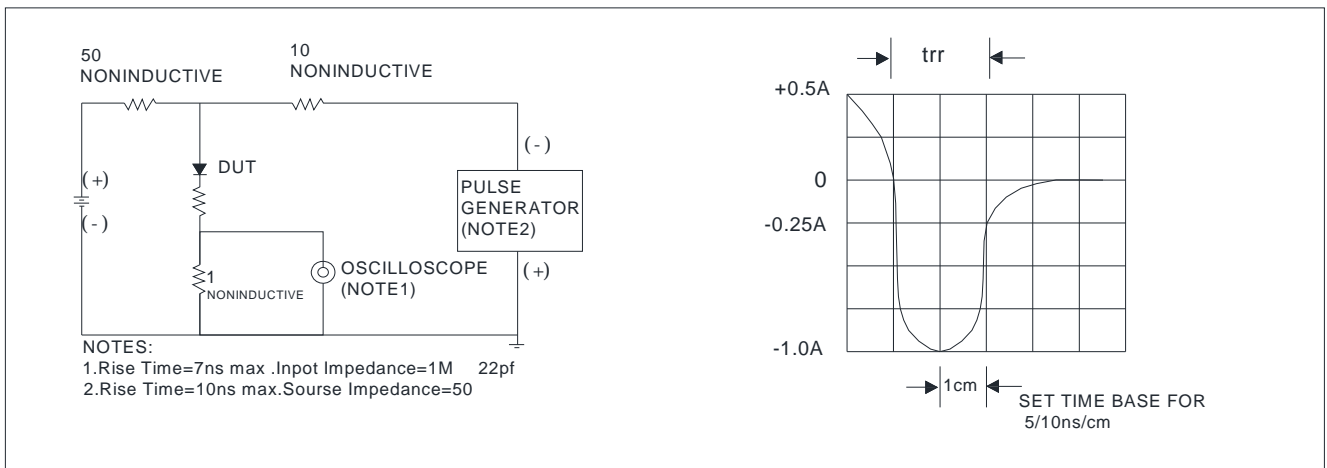 50
NONINDUCTIVE
10
NONINDUCTIVE
(+)
(-)
DUT
1
NONINDUCTIVE
OSCILLOSCOPE
(NOTE1)
(-)
PULSE
GENERATOR
(NOTE2)
(+)
NOTES:
1.Rise Time=7ns max .Inpot Impedance=1M 22pf
2.Rise Time=10ns max.Sourse Impedance=50
trr
+0.5A
0
-0.25A
-1.0A
1cm
SET TIME BASE FOR
5/10ns/cm